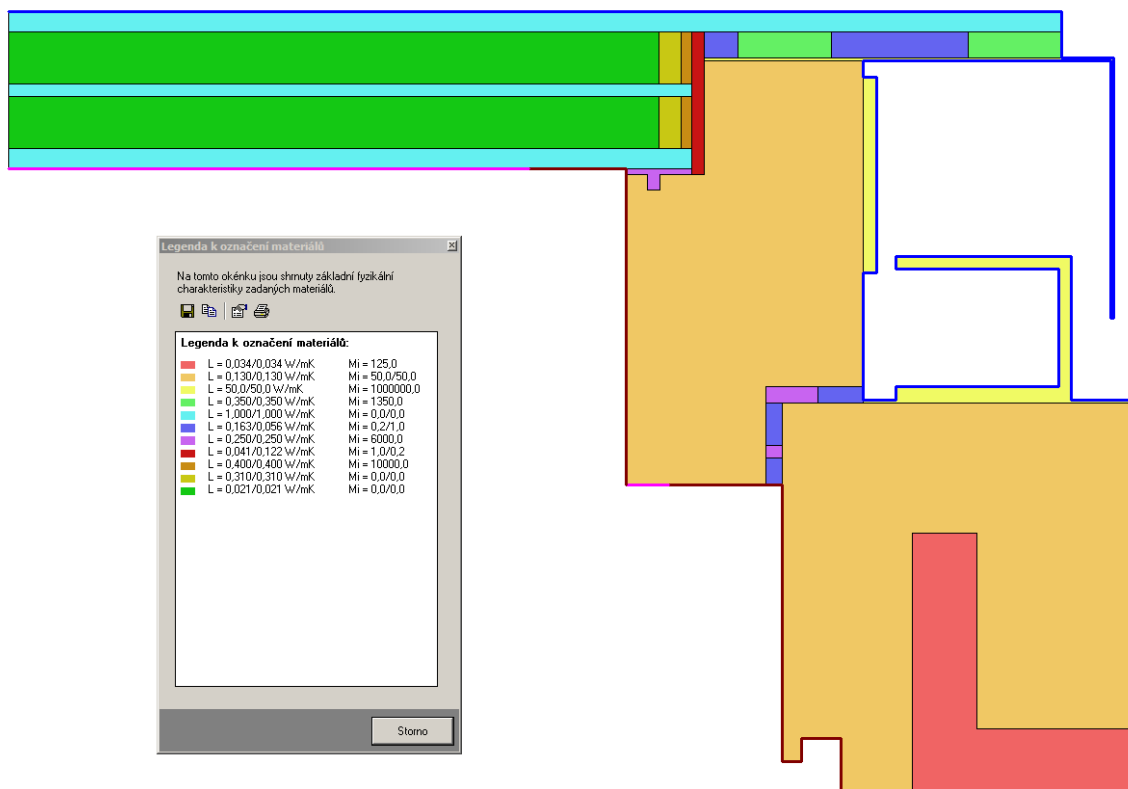 Legenda k označení materiálů
Na tomto okénku jsou shrnuty základní fyzikální
charakteristiky zadaných materiálů.
Legenda k označení materiálů:
L = 0,034/0,034 W/mK Mi = 125,0
L = 0,130/0,130 W/mK Mi = 50,0/50,0
L = 50,0/50,0 W/mK Mi = 1000000,0
L = 0,350/0,350 W/mK Mi = 1350,0
L = 1,000/1,000 W/mK Mi = 0,0/0,0
L = 0,163/0,056 W/mK Mi = 0,2/1,0
L = 0,250/0,250 W/mK Mi = 6000,0
L = 0,041/0,122 W/mK Mi = 1,0/0,2
L = 0,400/0,400 W/mK Mi = 10000,0
L = 0,310/0,310 W/mK Mi = 0,0/0,0
L = 0,021/0,021 W/mK Mi = 0,0/0,0
Storno